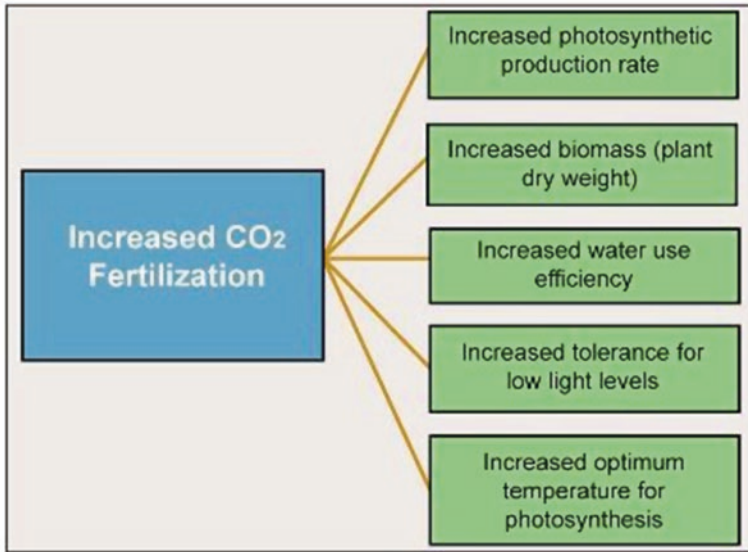 Increased CO₂
Fertilization
Increased photosynthetic
production rate
Increased biomass (plant
dry weight)
Increased water use
efficiency
Increased tolerance for
low light levels
Increased optimum
temperature for
photosynthesis